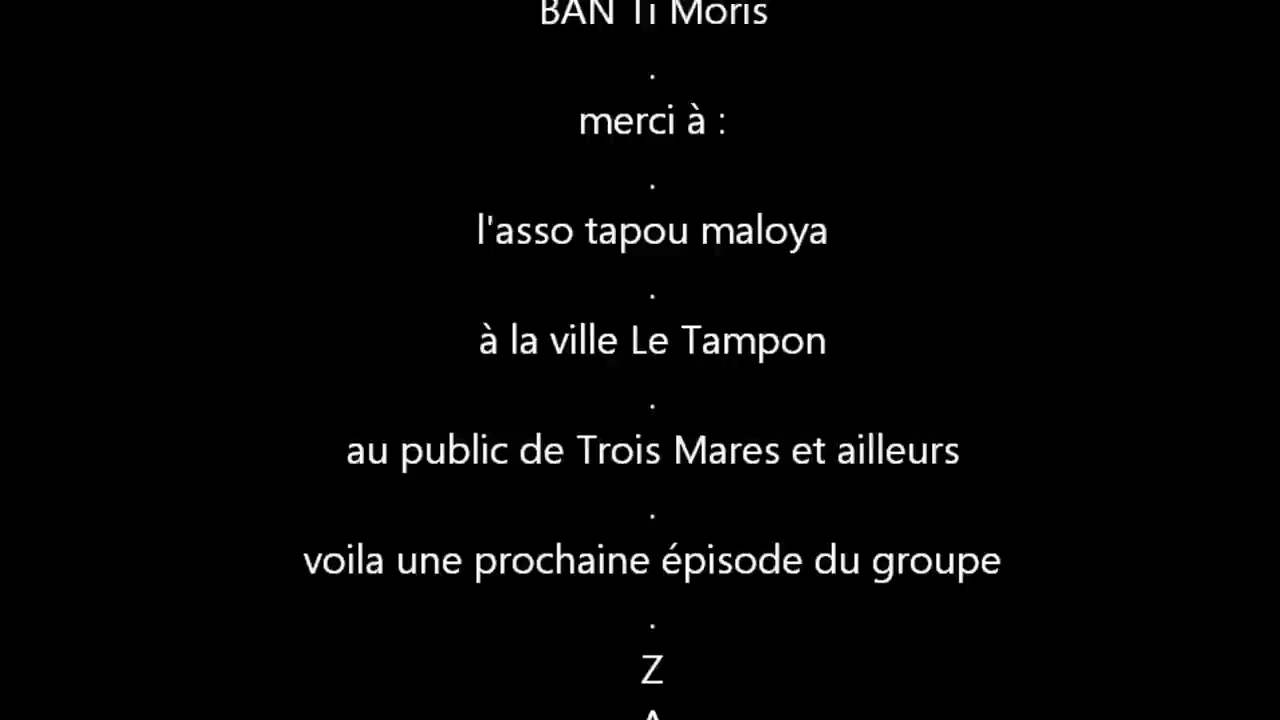 BAN Ti Moris
.
merci à :
.
l'asso tapou maloya
.
à la ville Le Tampon
.
au public de Trois Mares et ailleurs
.
voila une prochaine épisode du groupe
.
Z
A